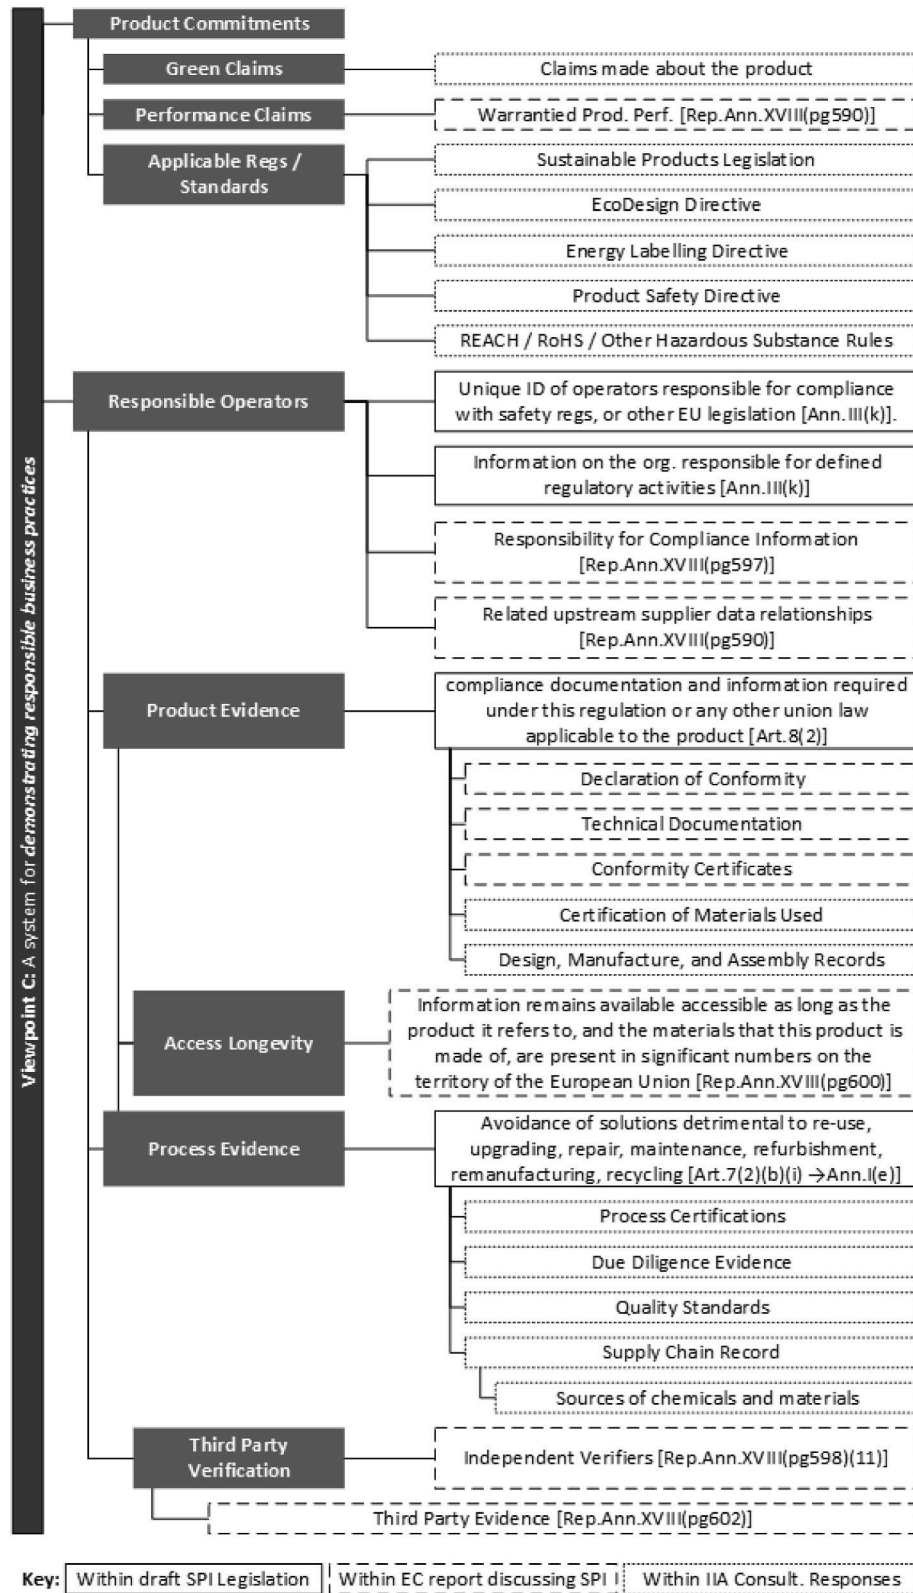 Viewpoint C: A system for demonstrating responsible business practices
Product Commitments
Green Claims
Claims made about the product
Performance Claims
Warrantied Prod. Perf. [Rep.Ann.XVIII(pg590)]
Applicable Regs /
Standards
Sustainable Products Legislation
EcoDesign Directive
Energy Labelling Directive
Product Safety Directive
REACH / RoHS / Other Hazardous Substance Rules
Responsible Operators
Unique ID of operators responsible for compliance
with safety regs, or other EU legislation [Ann.III(k)].
Information on the org. responsible for defined
regulatory activities [Ann.III(k)]
Responsibility for Compliance Information
[Rep.Ann.XVIII(pg597)]
Related upstream supplier data relationships
[Rep.Ann.XVIII(pg590)]
Product Evidence
compliance documentation and information required
under this regulation or any other union law
applicable to the product [Art.8(2)]
Declaration of Conformity
Technical Documentation
Conformity Certificates
Certification of Materials Used
Design, Manufacture, and Assembly Records
Access Longevity
Information remains available accessible as long as the
product it refers to, and the materials that this product is
made of, are present in significant numbers on the
territory of the European Union [Rep.Ann.XVIII(pg600)]
Process Evidence
Avoidance of solutions detrimental to re-use,
upgrading, repair, maintenance, refurbishment,
remanufacturing, recycling [Art.7(2)(b)(i) →Ann.I(e)]
Process Certifications
Due Diligence Evidence
Quality Standards
Supply Chain Record
Sources of chemicals and materials
Third Party
Verification
Independent Verifiers [Rep.Ann.XVIII(pg598)(11)]
Third Party Evidence [Rep.Ann.XVIII(pg602)]
Key: Within draft SPI Legislation Within EC report discussing SPI Within IIA Consult. Responses